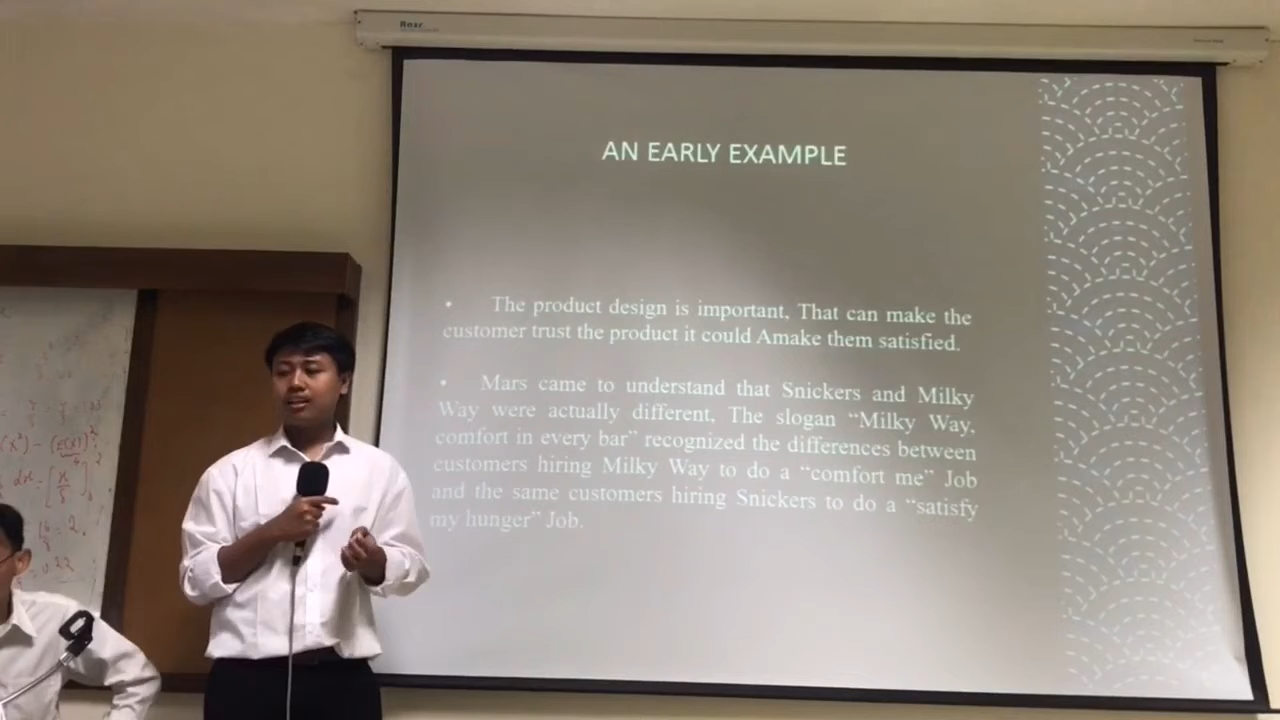 Roar
AN EARLY EXAMPLE
• The product design is important. That can make the
customer trust the product it could Amake them satisfied.
• Mars came to understand that Snickers and Milky
Way were actually different. The slogan “Milky Way,
comfort in every bar” recognized the differences between
customers hiring Milky Way to do a “comfort me” Job
and the same customers hiring Snickers to do a “satisfy
my hunger” Job.